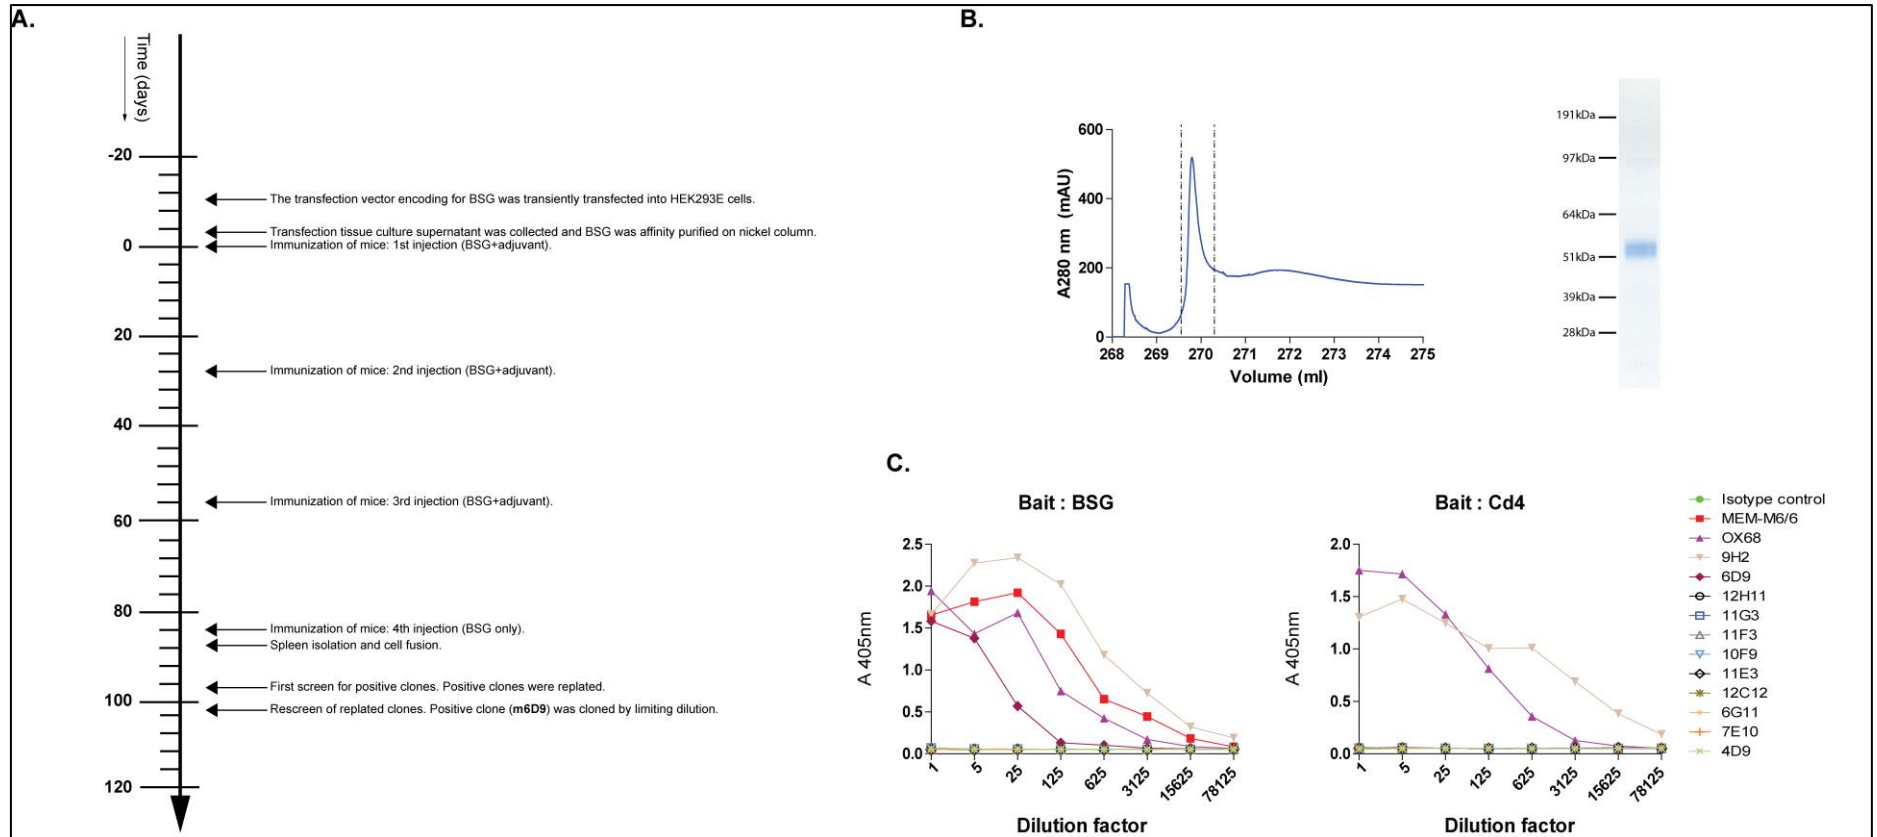 A.
Time (days)
-20
The transfection vector encoding for BSG was transiently transfected into HEK293E cells.
Transfection tissue culture supernatant was collected and BSG was affinity purified on nickel column.
0
Immunization of mice: 1st injection (BSG+adjuvant).
20
Immunization of mice: 2nd injection (BSG+adjuvant).
40
Immunization of mice: 3rd injection (BSG+adjuvant).
60
80
Immunization of mice: 4th injection (BSG only).
Spleen isolation and cell fusion.
First screen for positive clones. Positive clones were replated.
100
Rescreen of replated clones. Positive clone (m6D9) was cloned by limiting dilution.
120
B.
A280 nm (mAU)
600
400
200
0
268 269 270 271 272 273 274 275
Volume (ml)
191kDa
97kDa
64kDa
51kDa
39kDa
28kDa
C.
Bait : BSG
A 405nm
2.5
2.0
1.5
1.0
0.5
0.0
1 5 25 125 625 3125 15625 78125
Dilution factor
Bait : Cd4
A 405nm
2.0
1.5
1.0
0.5
0.0
1 5 25 125 625 3125 15625 78125
Dilution factor
Isotype control
MEM-M6/6
OX68
9H2
6D9
12H11
11G3
11F3
10F9
11E3
12C12
6G11
7E10
4D9